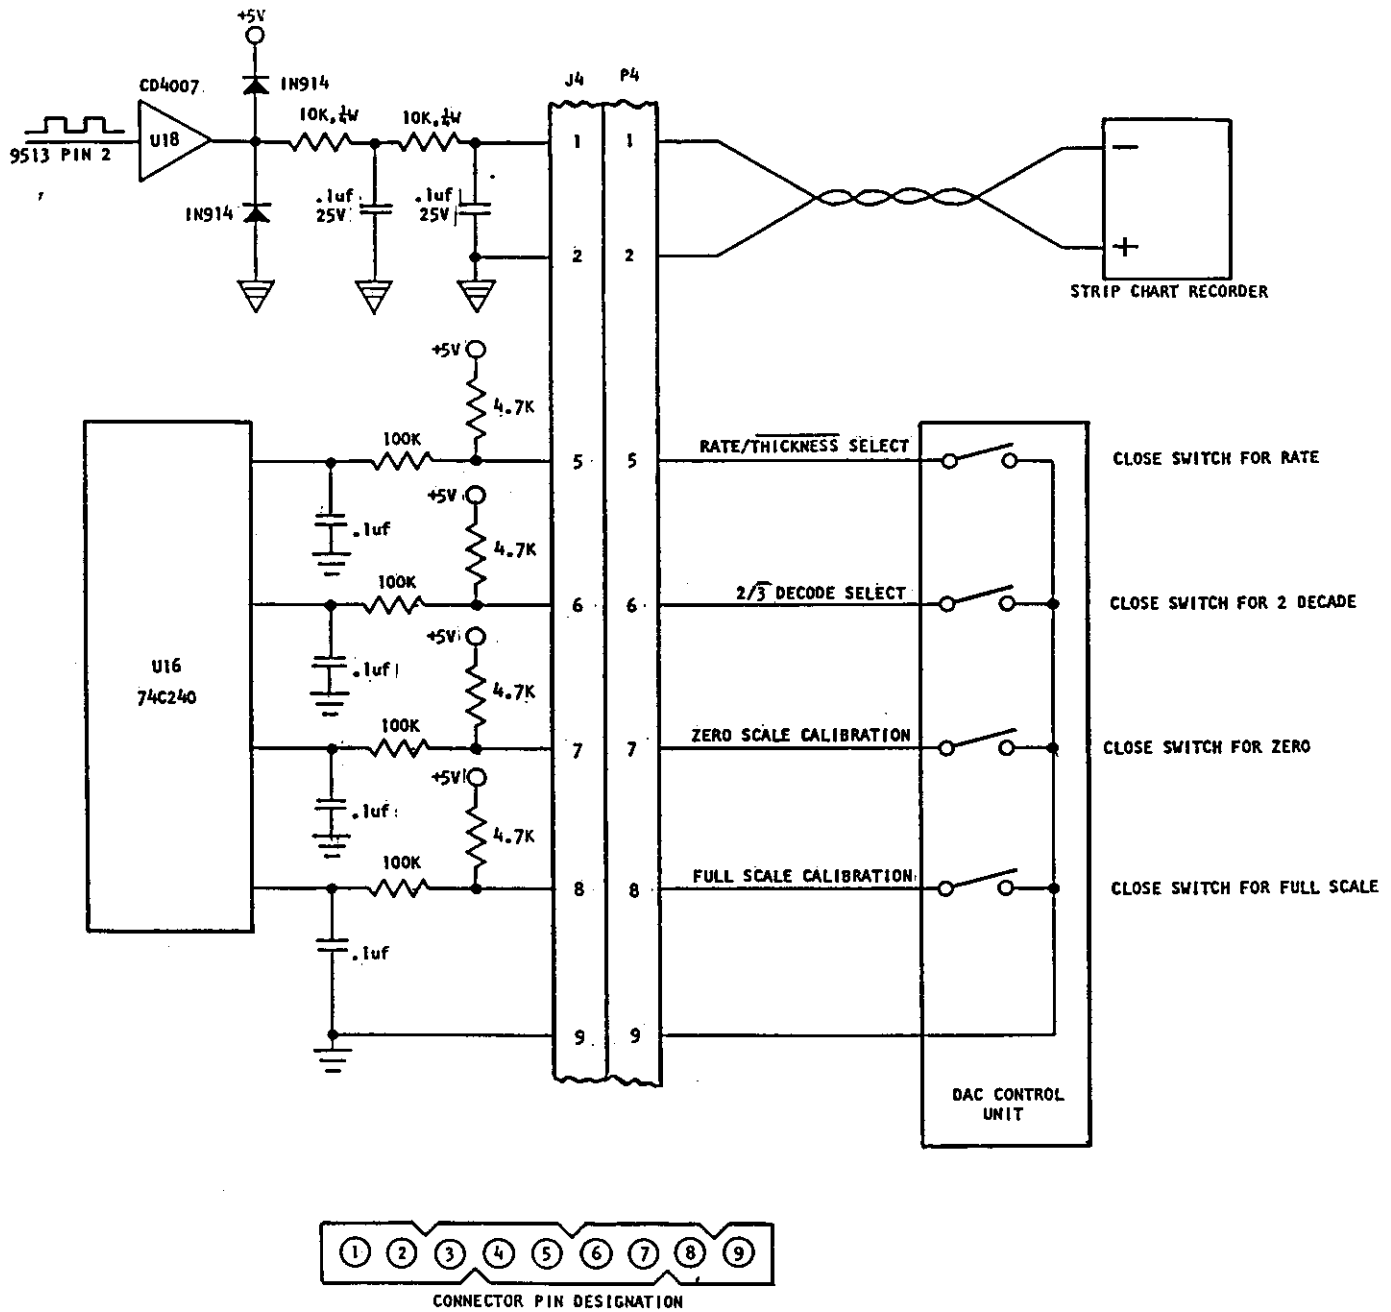 +5V
CD4007
IN914
J4 P4
10K,¼W 10K,¼W
U18
1 1
−
9513 PIN 2
IN914
.1uf
25V
.1uf
25V
2 2
+
STRIP CHART RECORDER
+5V
4.7K
100K
RATE/THICKNESS SELECT
5 5
CLOSE SWITCH FOR RATE
+5V
.1uf
4.7K
100K
2/3 DECODE SELECT
6 6
CLOSE SWITCH FOR 2 DECADE
+5V
U16
74C240
.1uf
4.7K
100K
ZERO SCALE CALIBRATION
7 7
CLOSE SWITCH FOR ZERO
+5V
.1uf
4.7K
100K
FULL SCALE CALIBRATION
8 8
CLOSE SWITCH FOR FULL SCALE
.1uf
9 9
DAC CONTROL
UNIT
1 2 3 4 5 6 7 8 9
CONNECTOR PIN DESIGNATION